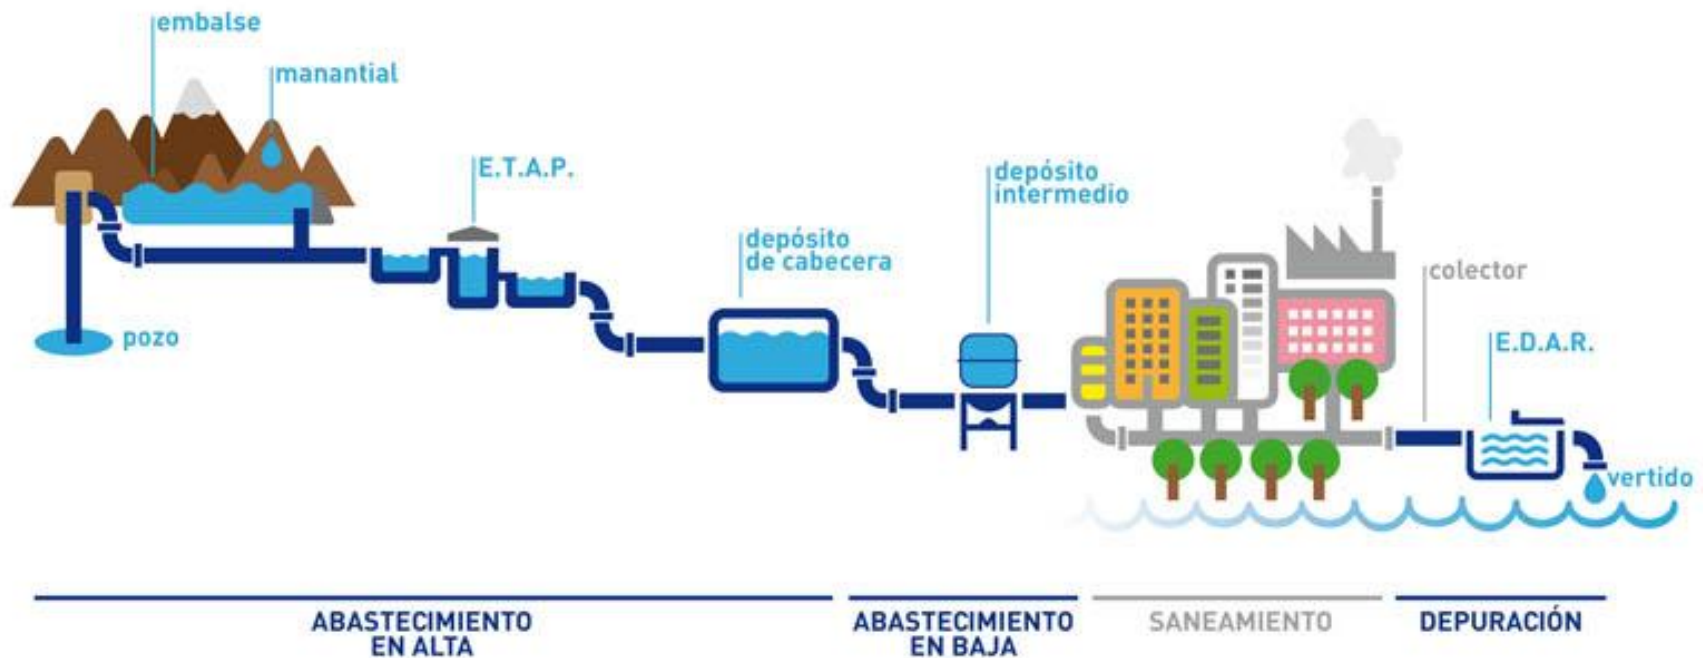 embalse
manantial
E.T.A.P.
depósito
intermedio
depósito
de cabecera
colector
pozo
E.D.A.R.
vertido
ABASTECIMIENTO
EN ALTA
ABASTECIMIENTO
EN BAJA
SANEAMIENTO
DEPURACIÓN